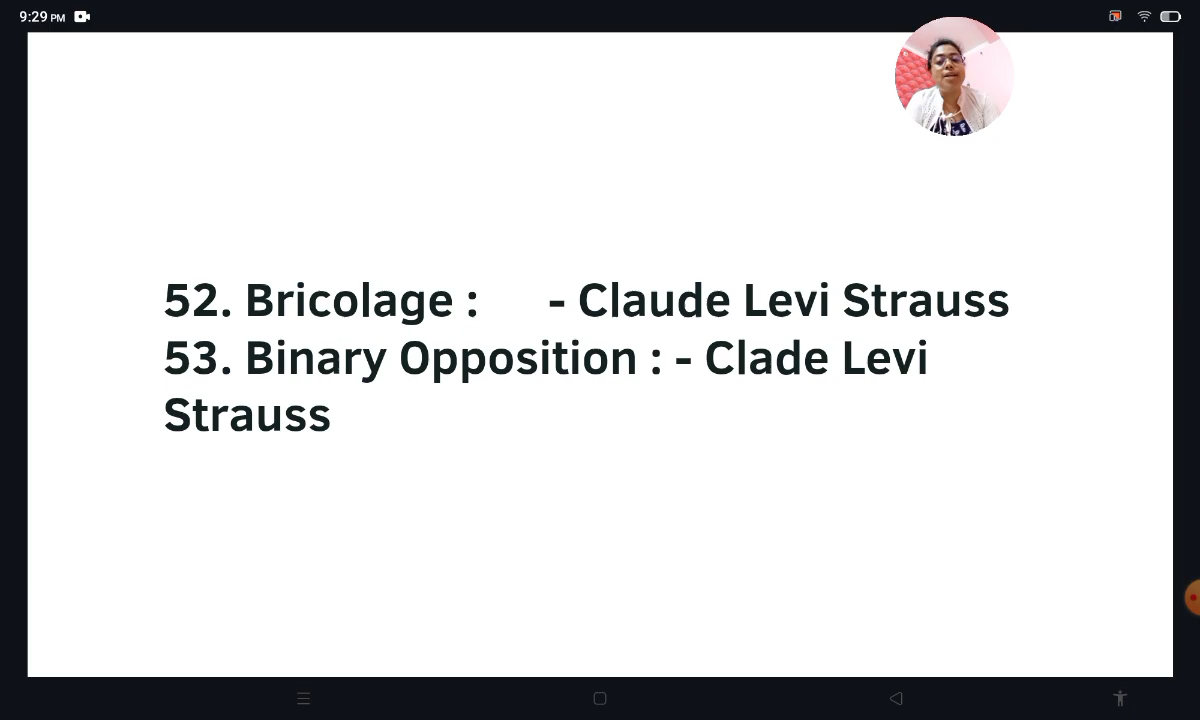 9:29 PM
52. Bricolage : - Claude Levi Strauss
53. Binary Opposition : - Clade Levi
Strauss